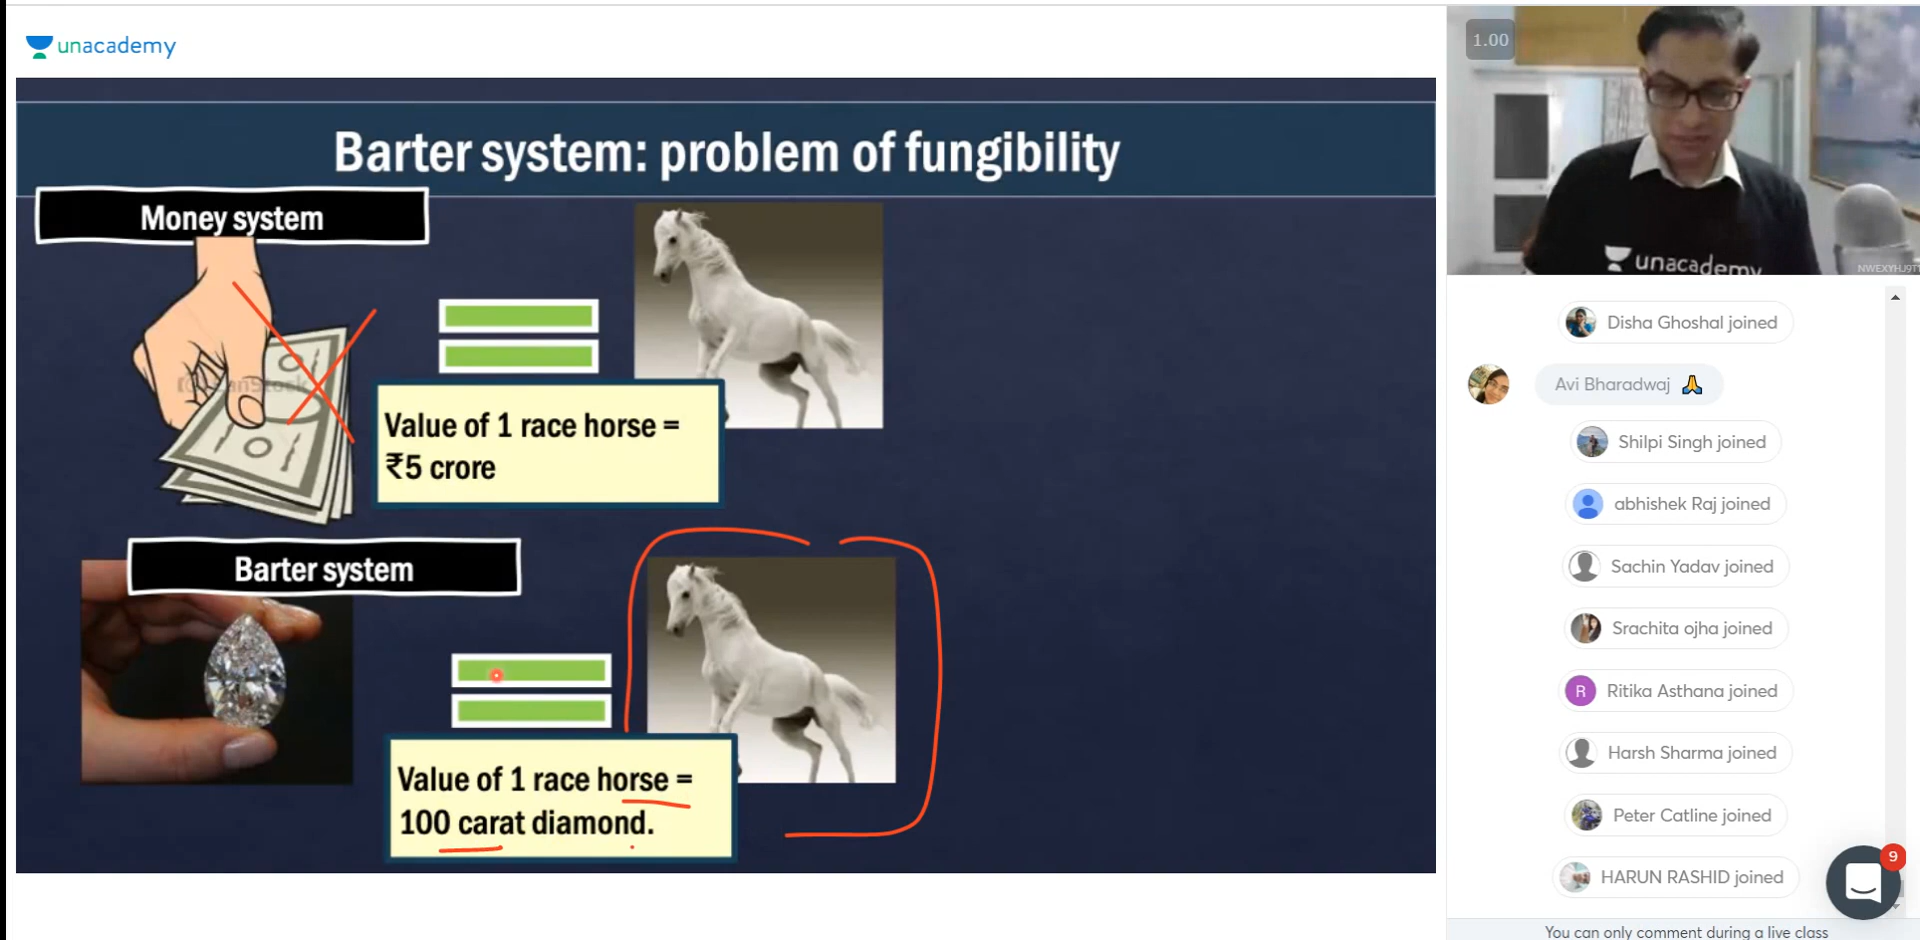 unacademy
Barter system: problem of fungibility
Money system
Value of 1 race horse =
₹5 crore
Barter system
Value of 1 race horse =
100 carat diamond.
1.00
unacademy
Disha Ghoshal joined
Avi Bharadwaj 🙏
Shilpi Singh joined
abhishek Raj joined
Sachin Yadav joined
Srachita ojha joined
R Ritika Asthana joined
Harsh Sharma joined
Peter Catline joined
HARUN RASHID joined
9
You can only comment during a live class